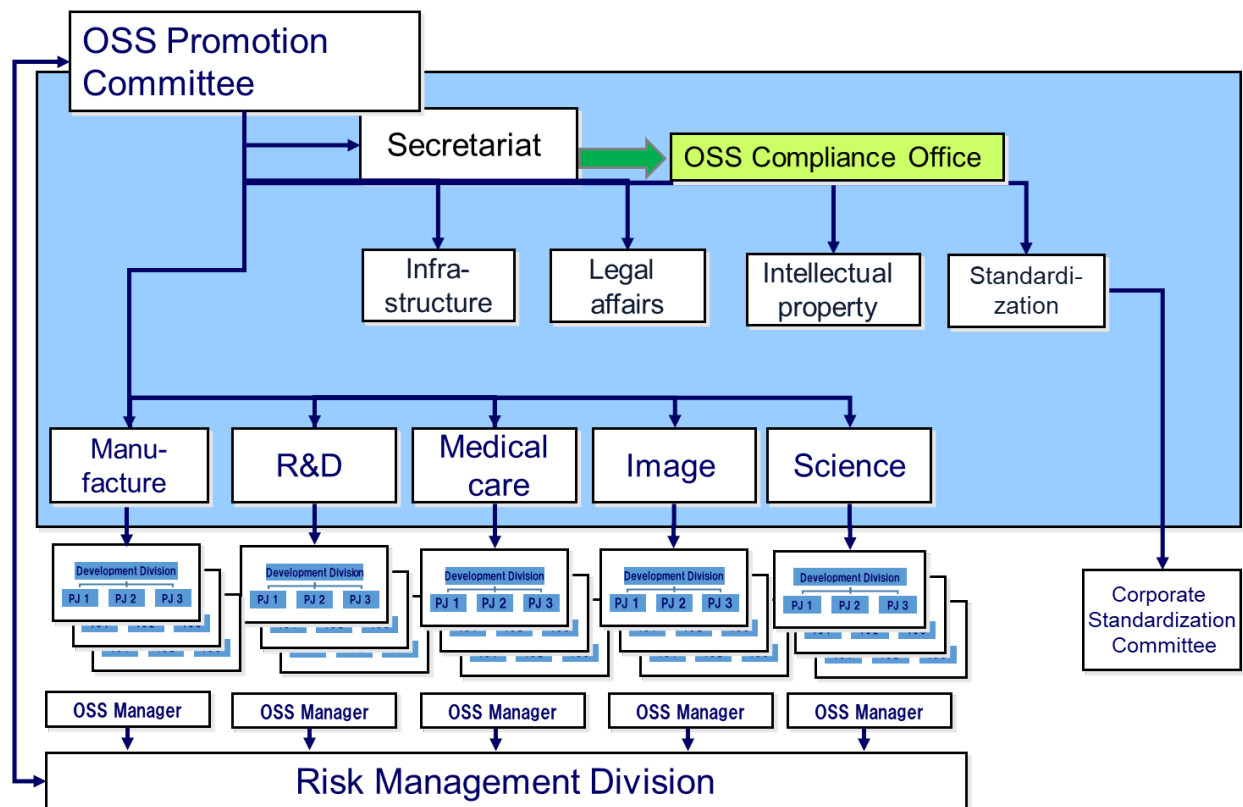 OSS Promotion
Committee
Secretariat
OSS Compliance Office
Infra-
structure
Legal
affairs
Intellectual
property
Standardi-
zation
Manu-
facture
R&D
Medical
care
Image
Science
Development Division
PJ 1 PJ 2 PJ 3
Development Division
PJ 1 PJ 2 PJ 3
Development Division
PJ 1 PJ 2 PJ 3
Development Division
PJ 1 PJ 2 PJ 3
Development Division
PJ 1 PJ 2 PJ 3
Corporate
Standardization
Committee
OSS Manager
OSS Manager
OSS Manager
OSS Manager
OSS Manager
Risk Management Division